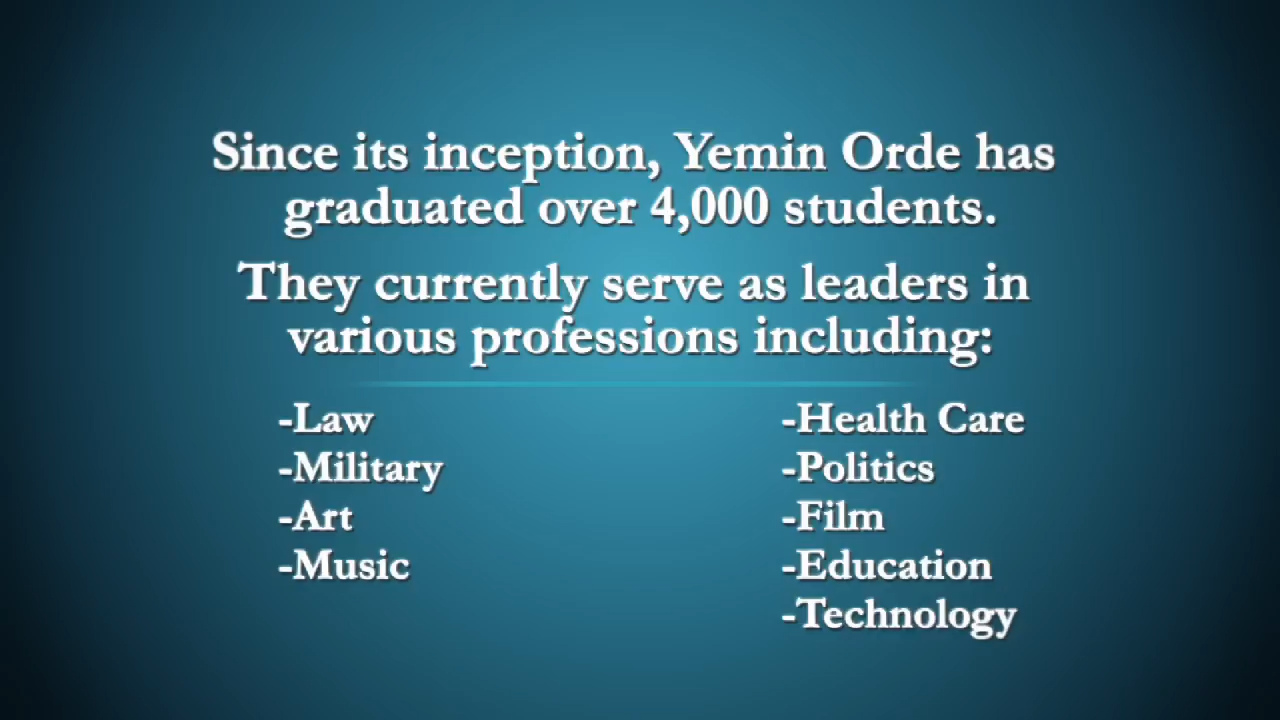 Since its inception, Yemin Orde has
graduated over 4,000 students.
They currently serve as leaders in
various professions including:
-Law
-Military
-Art
-Music
-Health Care
-Politics
-Film
-Education
-Technology